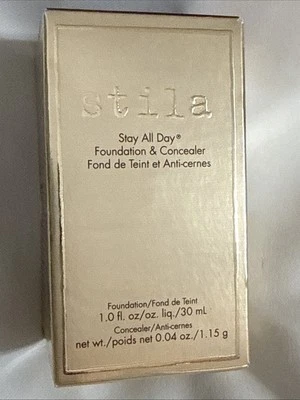 stila
Stay All Day®
Foundation & Concealer
Fond de Teint et Anti-cernes
Foundation/Fond de Teint
1.0 fl. oz/oz. liq./30 mL
Concealer/Anti-cernes
net wt./poids net 0.04 oz./1.15 g